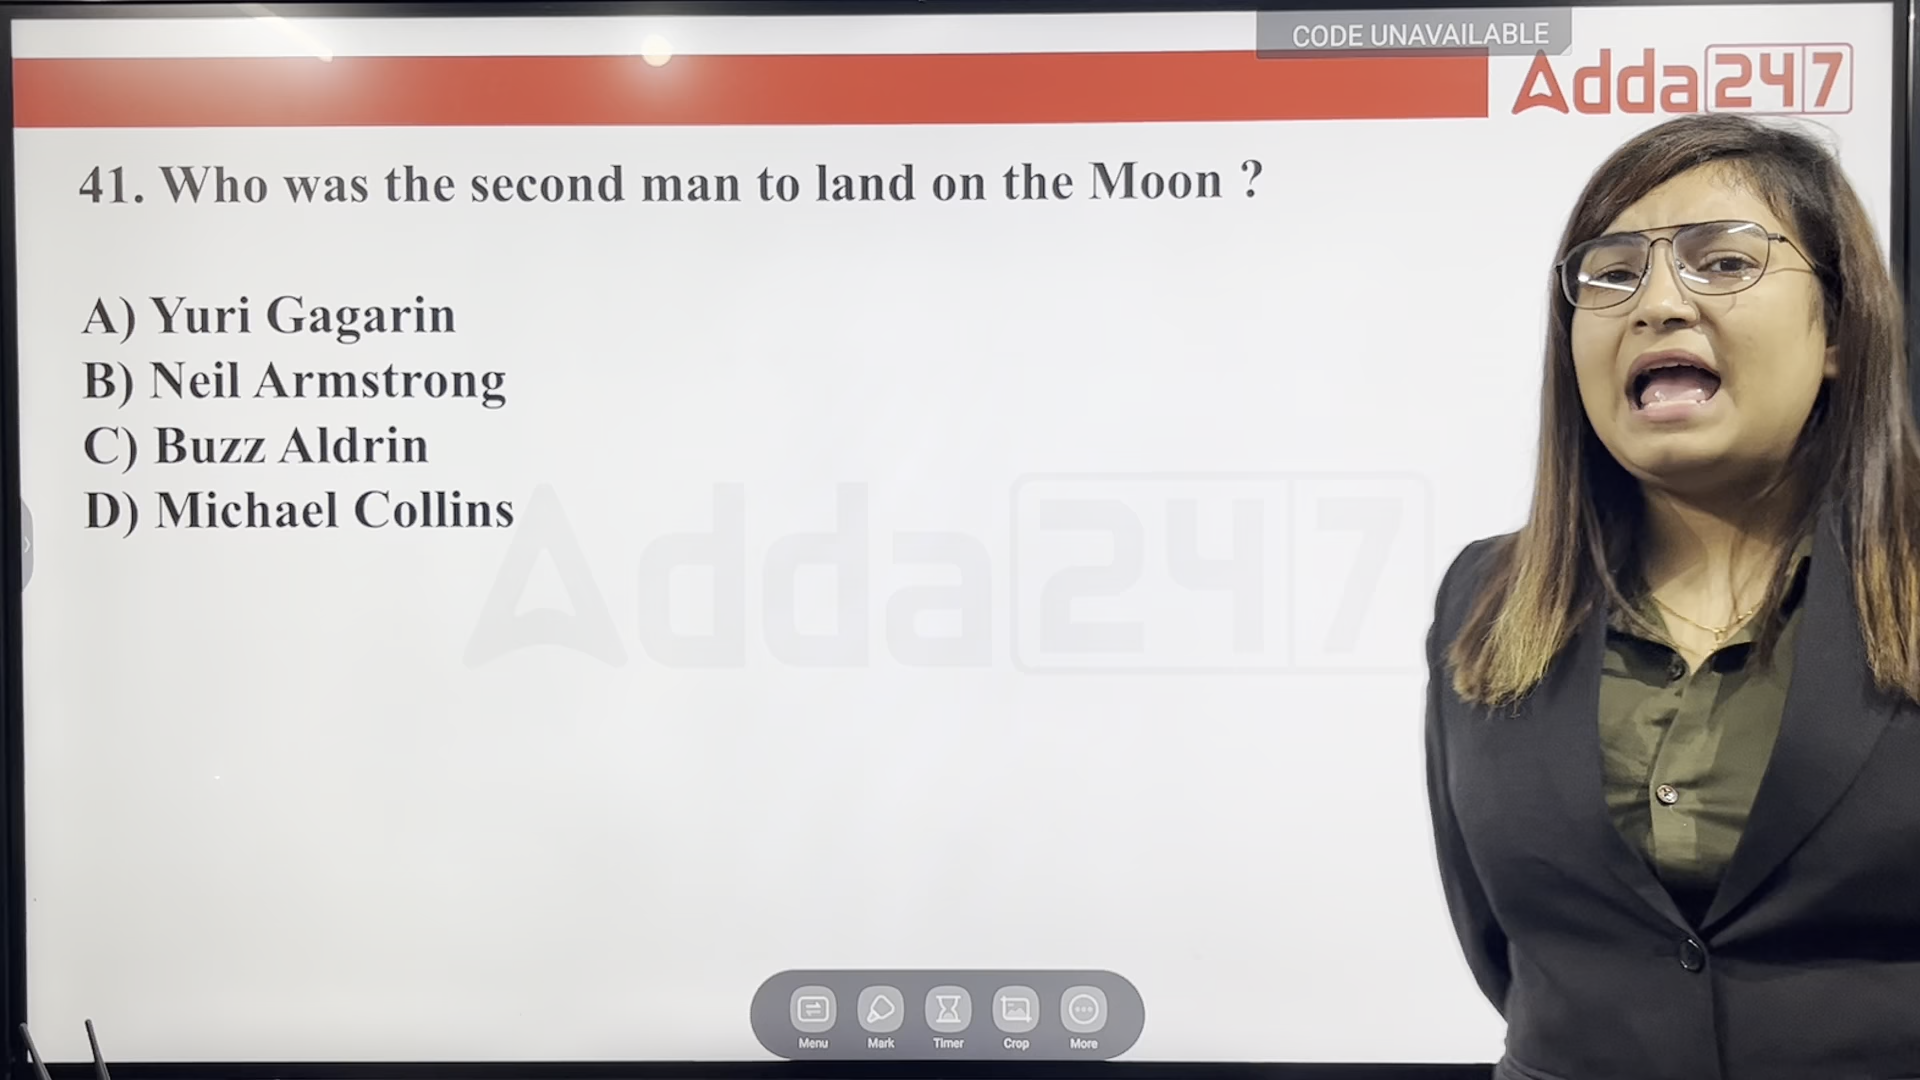 CODE UNAVAILABLE
Adda247
41. Who was the second man to land on the Moon ?
A) Yuri Gagarin
B) Neil Armstrong
C) Buzz Aldrin
D) Michael Collins
Adda247
Menu Mark Timer Crop More